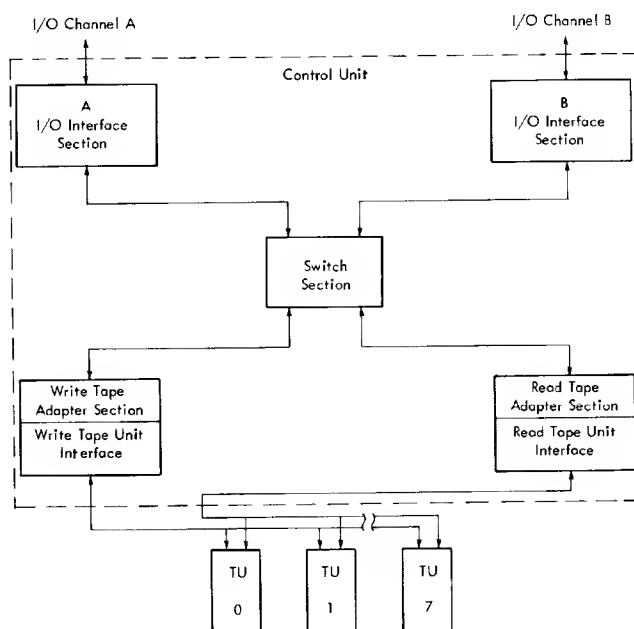 I/O Channel A
I/O Channel B
Control Unit
A
I/O Interface
Section
B
I/O Interface
Section
Switch
Section
Write Tape
Adapter Section
Write Tape Unit
Interface
Read Tape
Adapter Section
Read Tape Unit
Interface
TU
0
TU
1
TU
7